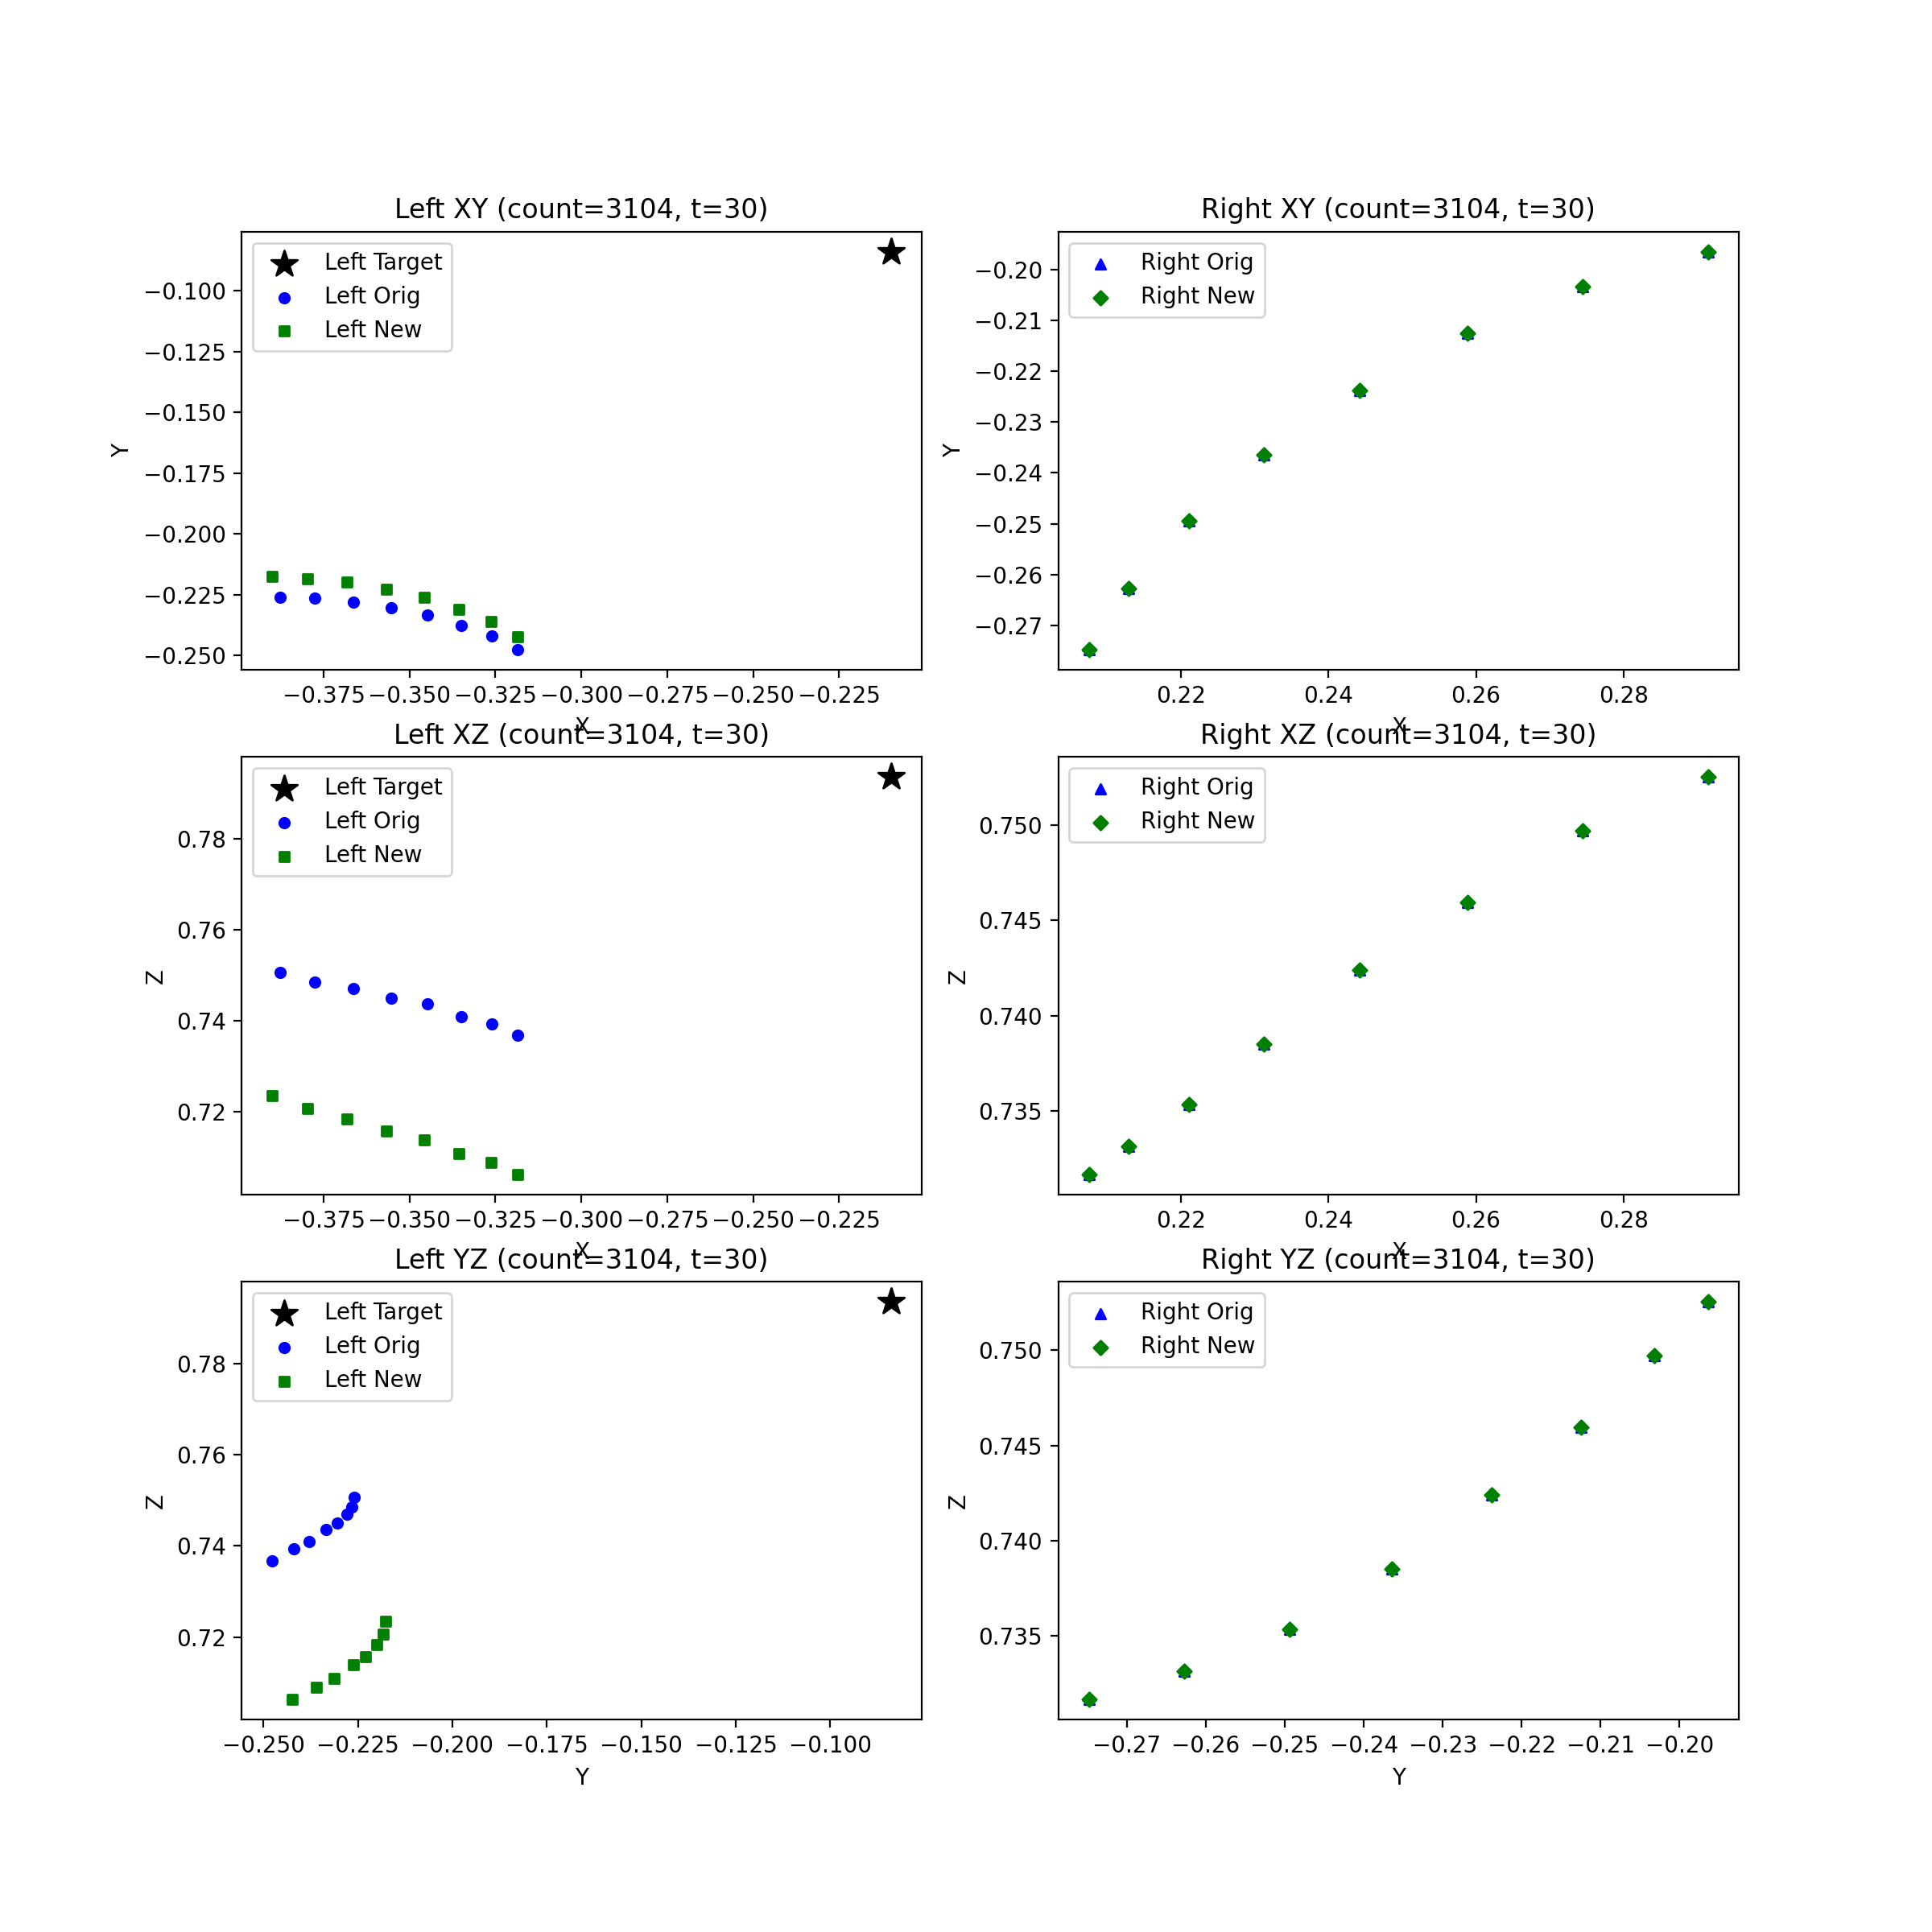 Left XY (count=3104, t=30)
Left Target
Left Orig
Left New
−0.100
−0.125
−0.150
−0.175
−0.200
−0.225
−0.250
Y
−0.375 −0.350 −0.325 −0.300 −0.275 −0.250 −0.225
X
Right XY (count=3104, t=30)
Right Orig
Right New
−0.20
−0.21
−0.22
−0.23
−0.24
−0.25
−0.26
−0.27
Y
0.22 0.24 0.26 0.28
X
Left XZ (count=3104, t=30)
Left Target
Left Orig
Left New
0.78
0.76
0.74
0.72
Z
−0.375 −0.350 −0.325 −0.300 −0.275 −0.250 −0.225
X
Right XZ (count=3104, t=30)
Right Orig
Right New
0.750
0.745
0.740
0.735
Z
0.22 0.24 0.26 0.28
X
Left YZ (count=3104, t=30)
Left Target
Left Orig
Left New
0.78
0.76
0.74
0.72
Z
−0.250 −0.225 −0.200 −0.175 −0.150 −0.125 −0.100
Y
Right YZ (count=3104, t=30)
Right Orig
Right New
0.750
0.745
0.740
0.735
Z
−0.27 −0.26 −0.25 −0.24 −0.23 −0.22 −0.21 −0.20
Y